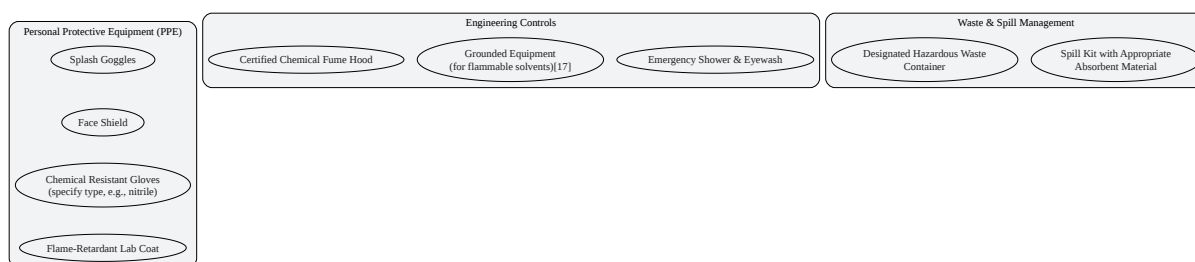 Personal Protective Equipment (PPE)
Splash Goggles
Face Shield
Chemical Resistant Gloves
(specify type, e.g., nitrile)
Flame-Retardant Lab Coat
Engineering Controls
Certified Chemical Fume Hood
Grounded Equipment
(for flammable solvents)[17]
Emergency Shower & Eyewash
Waste & Spill Management
Designated Hazardous Waste
Container
Spill Kit with Appropriate
Absorbent Material